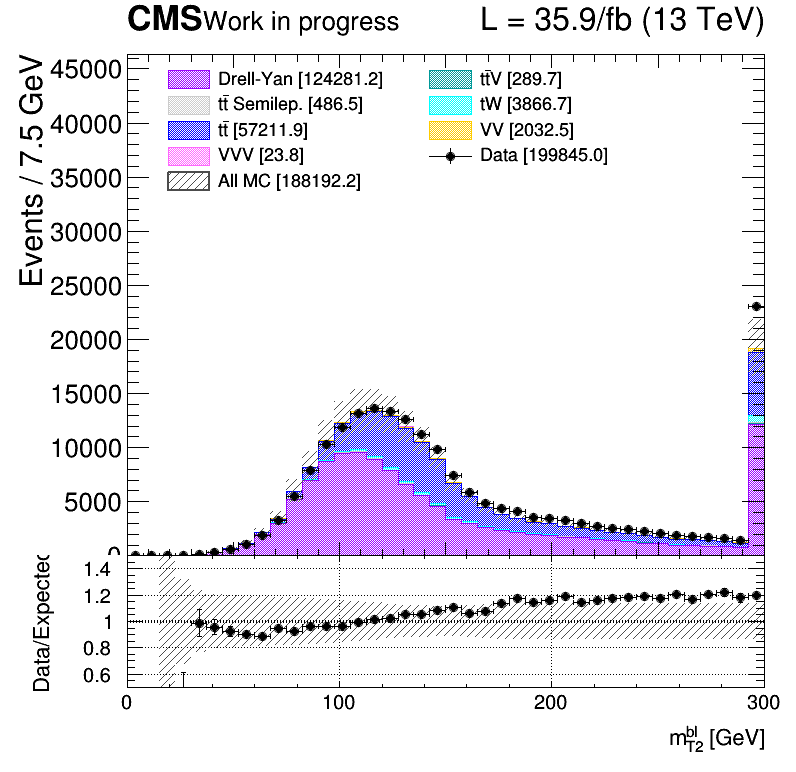 CMS Work in progress L = 35.9/fb (13 TeV)
Events / 7.5 GeV
45000
40000
35000
30000
25000
20000
15000
10000
5000
0
Drell-Yan [124281.2]
tt̄ Semilep. [486.5]
tt̄ [57211.9]
VVV [23.8]
All MC [188192.2]
tt̄V [289.7]
tW [3866.7]
VV [2032.5]
Data [199845.0]
Data/Expected
1.4
1.2
1
0.8
0.6
0 100 200 300
m_{T2}^{bl} [GeV]